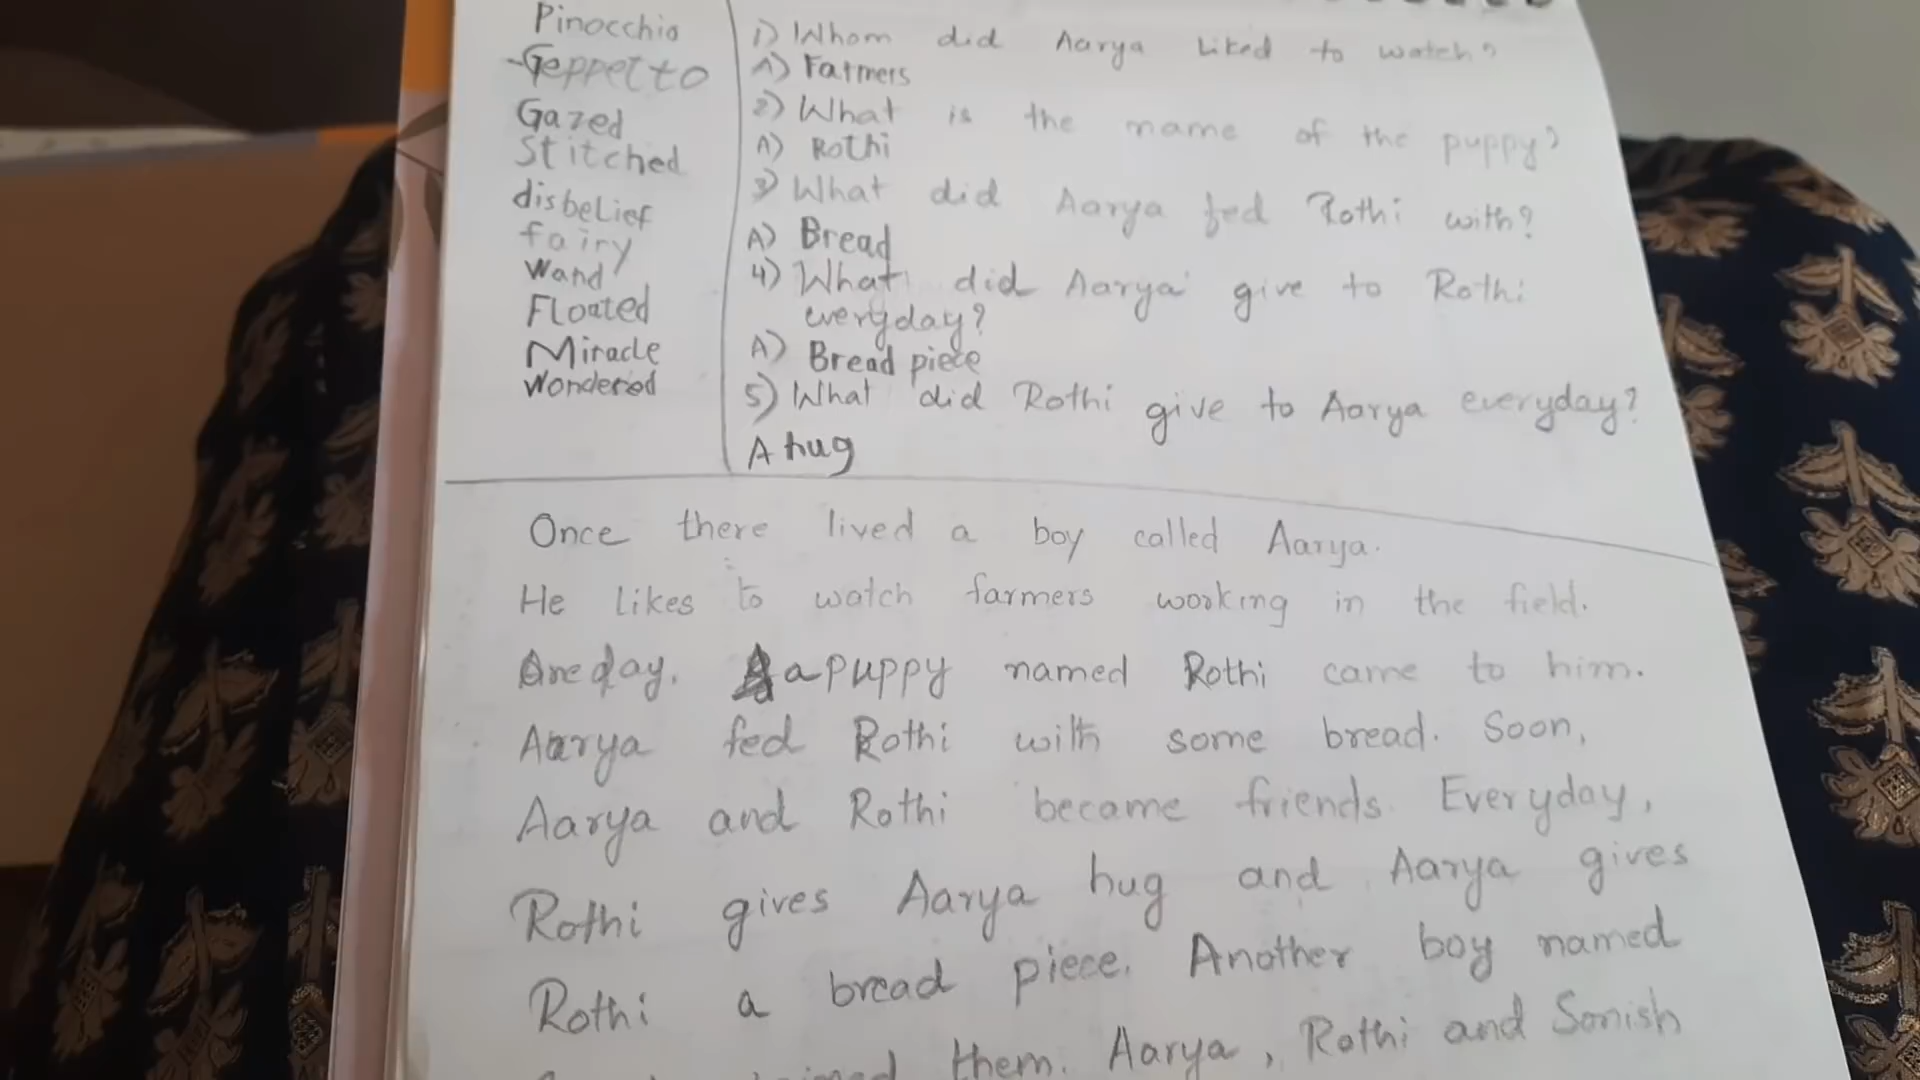 Pinocchio
Geppetto
Gazed
Stitched
disbelief
fairy
Wand
Floated
Miracle
Wondered
1) Whom did Aarya liked to watch?
A) Farmers
2) What is the name of the puppy?
A) Rothi
3) What did Aarya fed Rothi with?
A) Bread
4) What did Aarya give to Rothi
everyday?
A) Bread piece
5) What did Rothi give to Aarya everyday?
A hug
Once there lived a boy called Aarya.
He likes to watch farmers working in the field.
One day. a puppy named Rothi came to him.
Aarya fed Rothi with some bread. Soon,
Aarya and Rothi became friends. Everyday,
Rothi gives Aarya hug and Aarya gives
Rothi a bread piece. Another boy named
them. Aarya, Rothi and Sonish